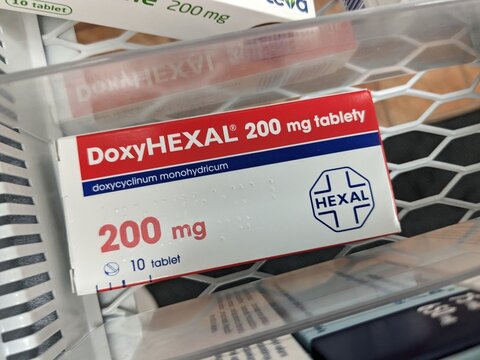 10 tablet
200 mg
DoxyHEXAL® 200 mg tablety
doxycyclinum monohydricum
HEXAL
200 mg
10 tablet